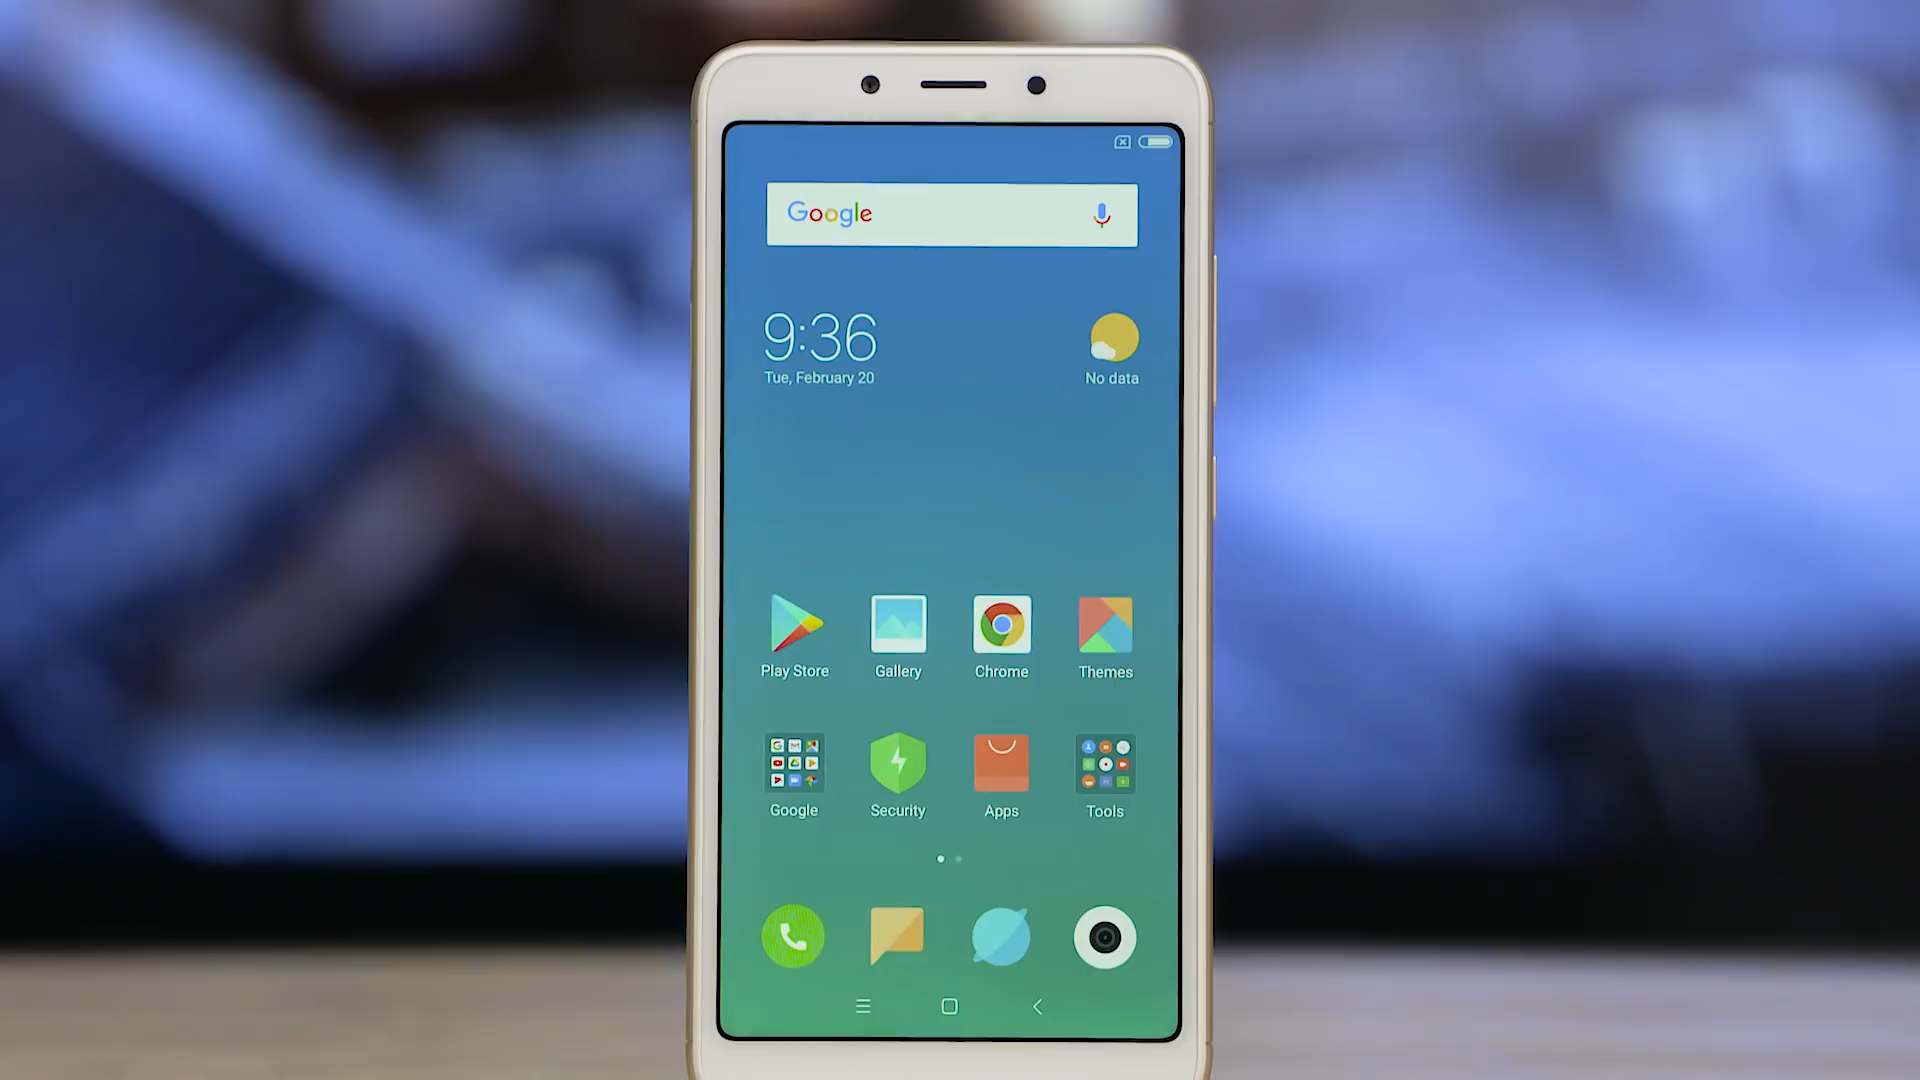 Google
9:36
Tue, February 20
No data
Play Store
Gallery
Chrome
Themes
Google
Security
Apps
Tools